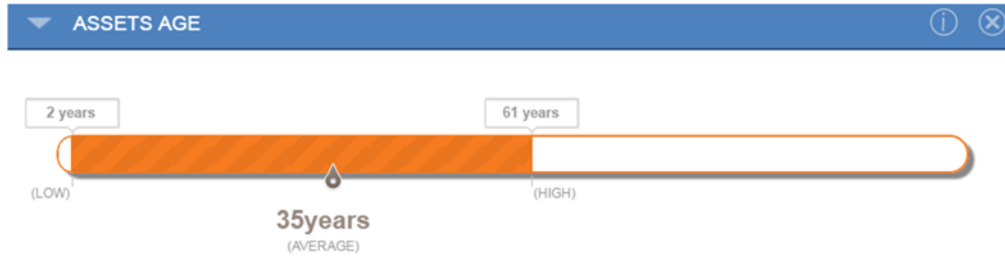 ASSETS AGE
2 years
61 years
(LOW)
(HIGH)
35years
(AVERAGE)